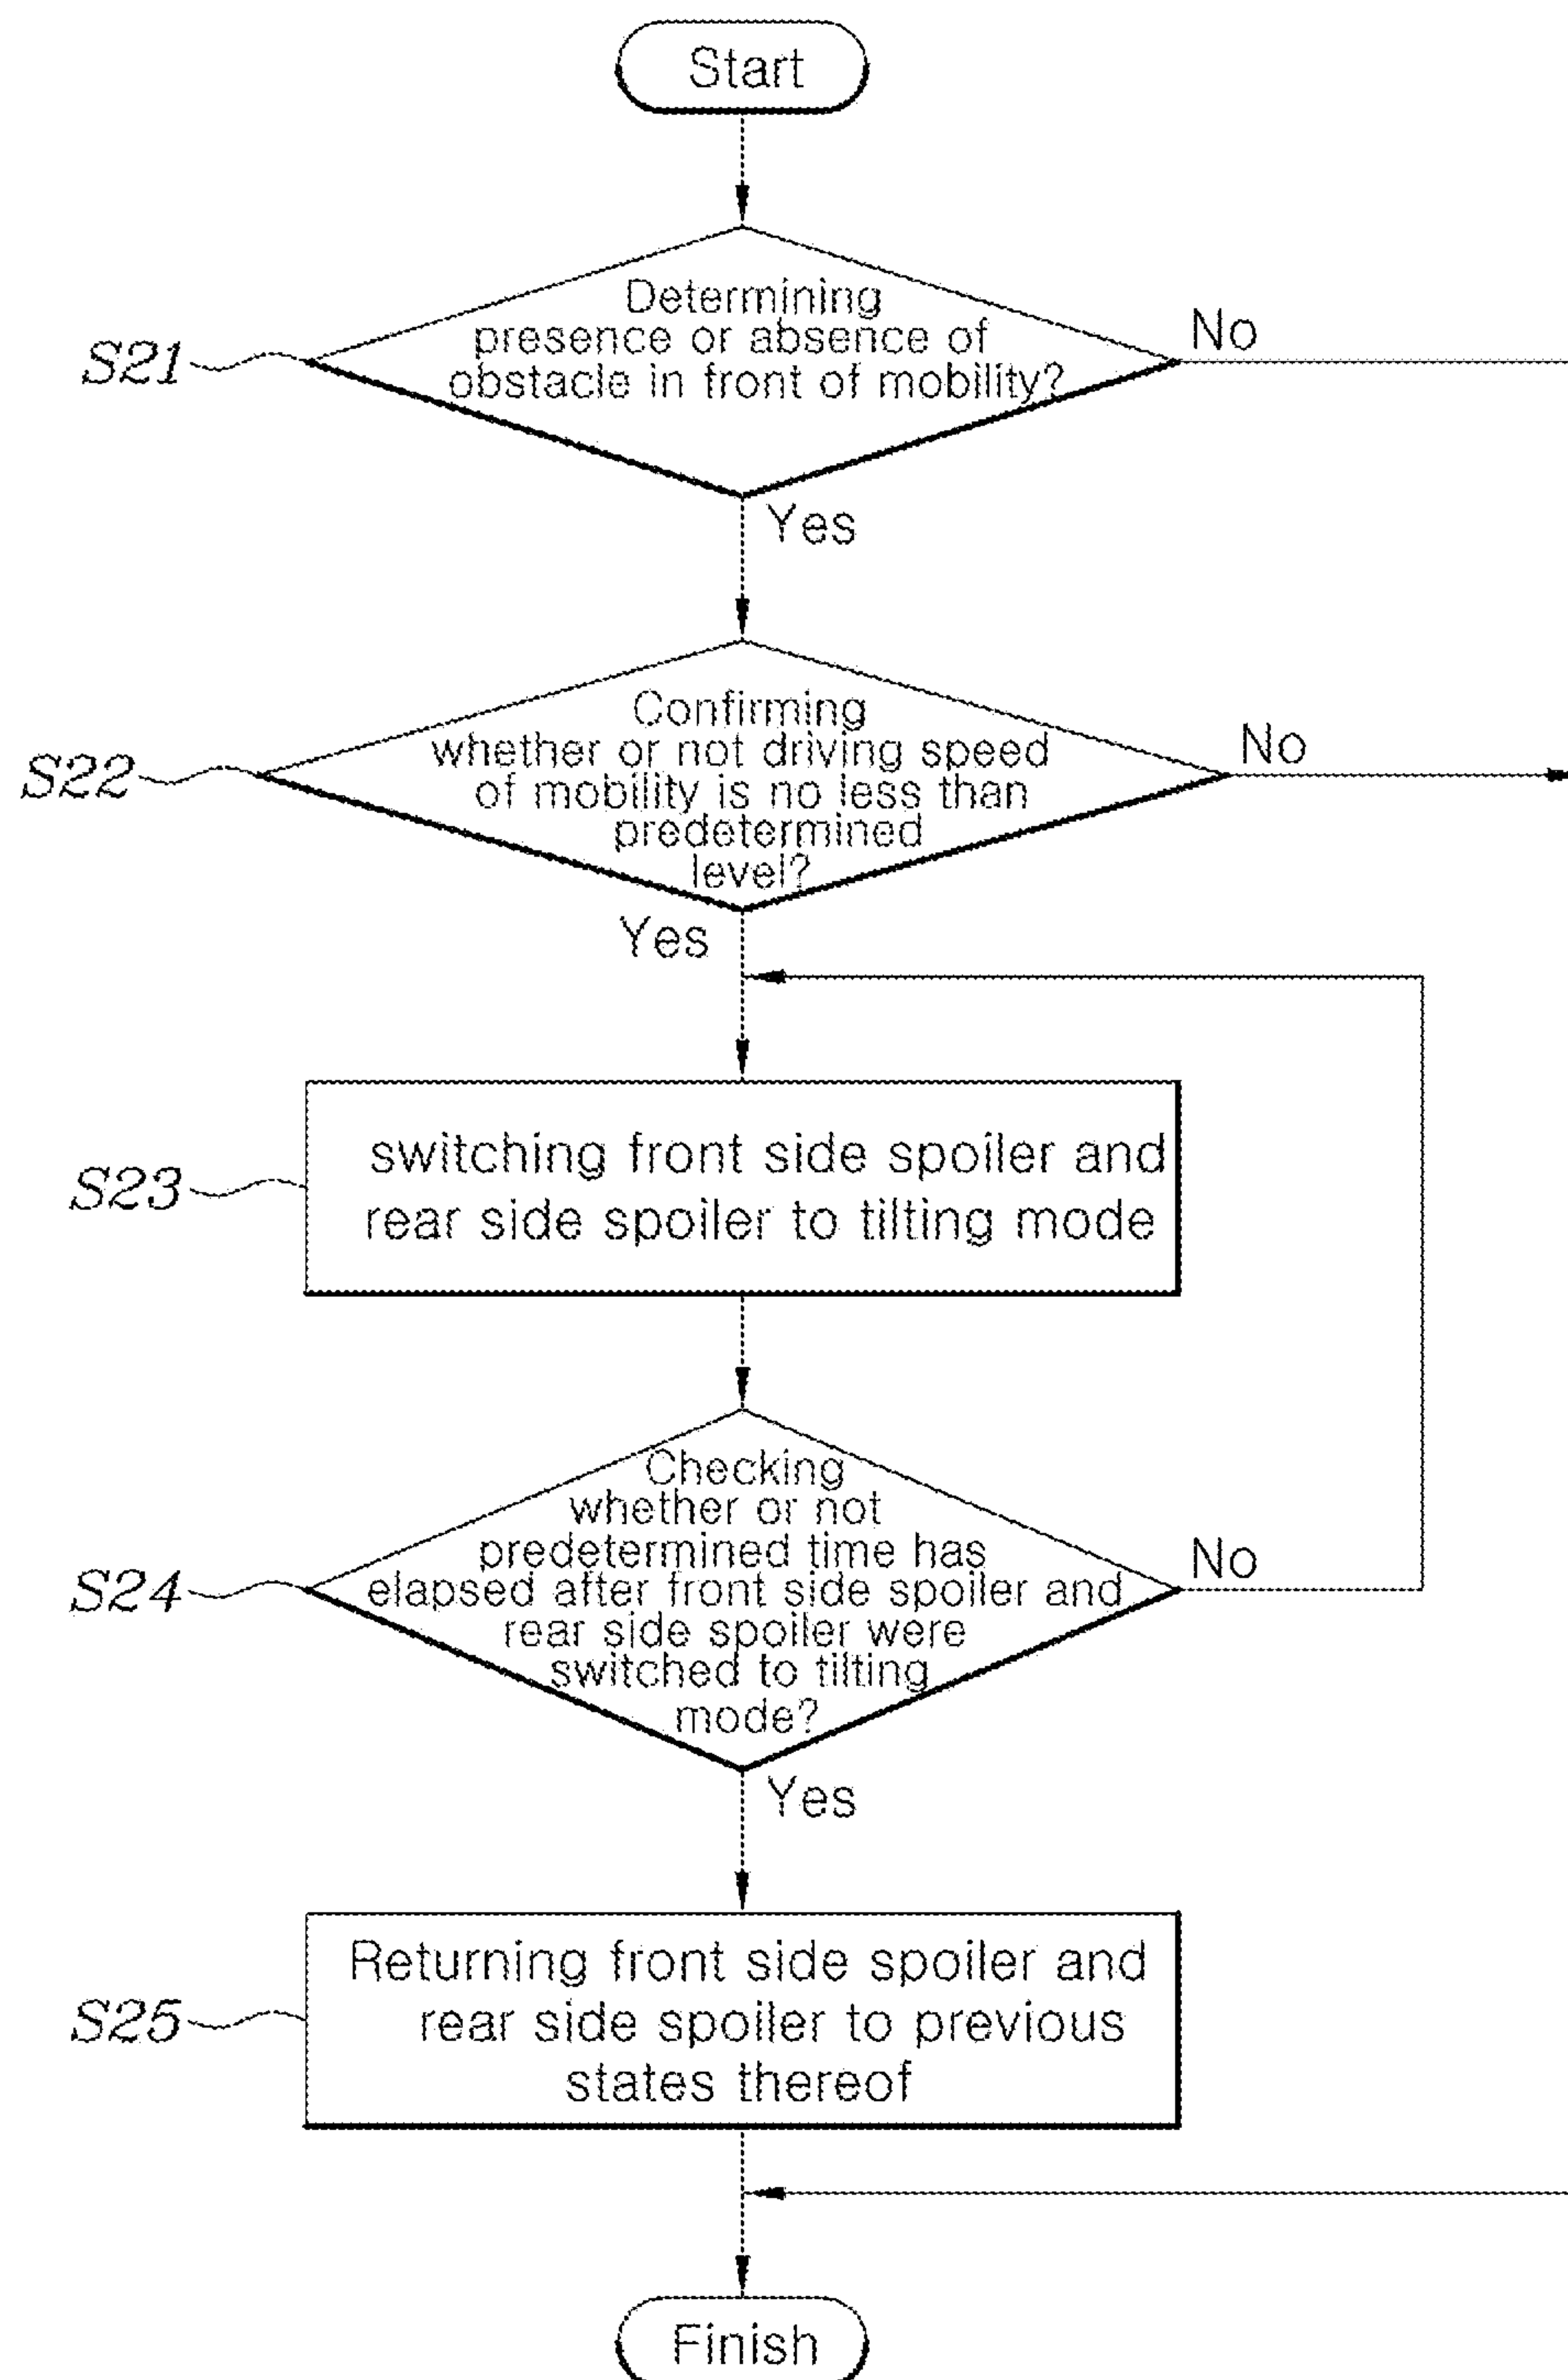 Start
Determining
presence or absence of
obstacle in front of mobility?
No
S21
Yes
Confirming
whether or not driving speed
of mobility is no less than
predetermined
level?
No
S22
Yes
switching front side spoiler and
rear side spoiler to tilting mode
S23
Checking
whether or not
predetermined time has
elapsed after front side spoiler and
rear side spoiler were
switched to tilting
mode?
No
S24
Yes
Returning front side spoiler and
rear side spoiler to previous
states thereof
S25
Finish